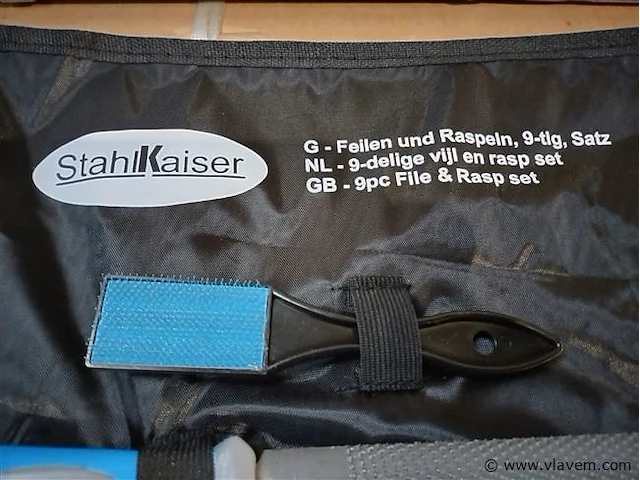 StahlKaiser
G - Feilen und Raspeln, 9-tlg, Satz
NL - 9-delige vijl en rasp set
GB - 9pc File & Rasp set
© www.vlavem.com